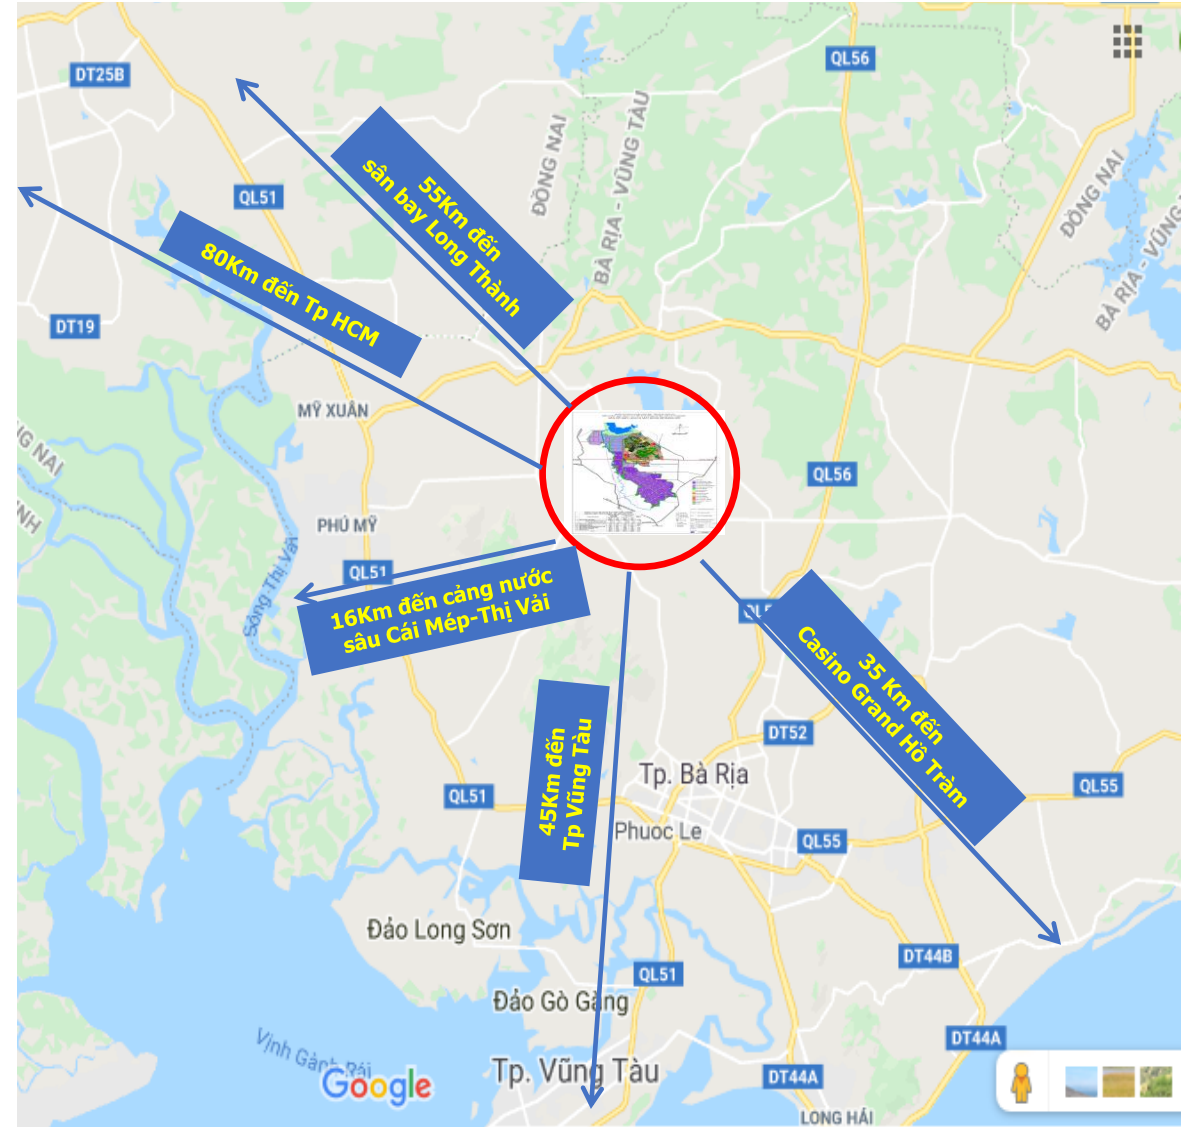 DT25B
QL56
ĐỒNG NAI
BÀ RỊA - VŨNG TÀU
55Km đến
sân bay Long Thành
ĐỒNG NAI
QL51
BÀ RỊA - VŨNG
80Km đến Tp HCM
DT19
MỸ XUÂN
G NAI
QL56
INH
PHÚ MỸ
Sông Thị Vải
QL51
16Km đến cảng nước
sâu Cái Mép-Thị Vải
35 Km đến
Casino Grand Hồ Tràm
45Km đến
Tp Vũng Tàu
DT52
Tp. Bà Rịa
QL51
QL55
Phuoc Le
QL55
Đảo Long Sơn
DT44B
QL51
Đảo Gò Găng
Vịnh Gành Rái
DT44A
Google
Tp. Vũng Tàu
DT44A
LONG HẢI